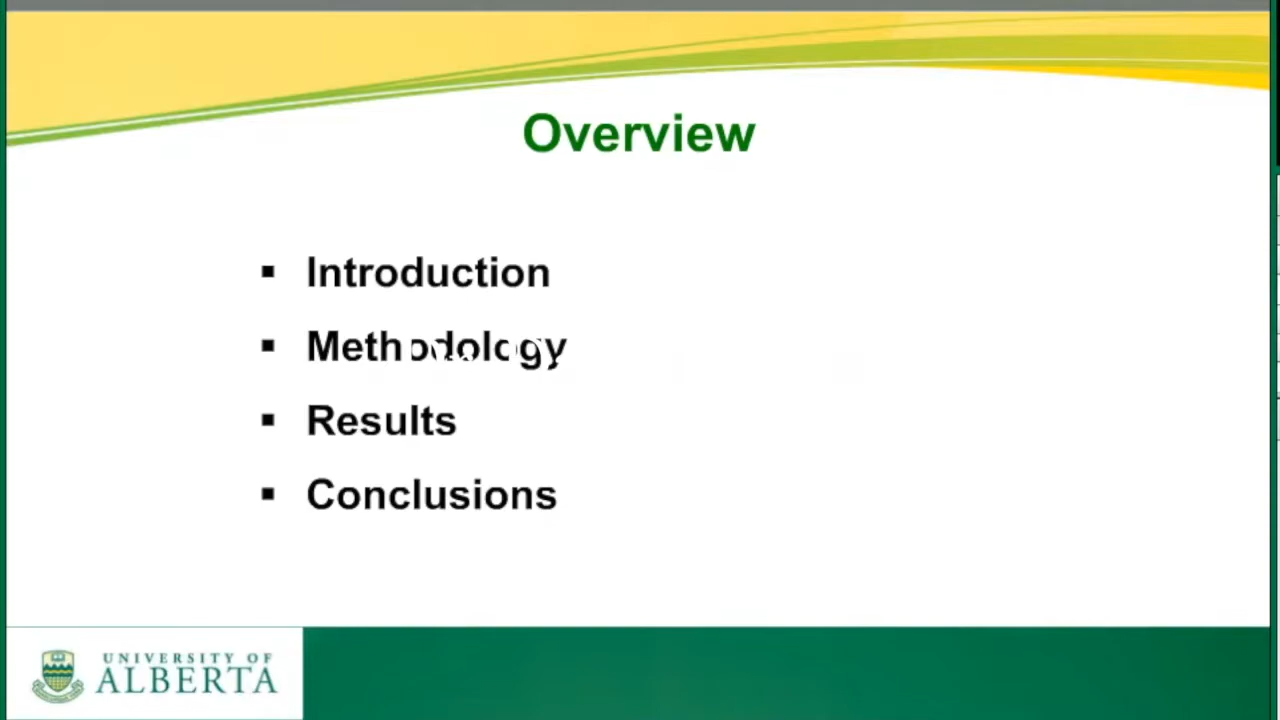 Overview
▪ Introduction
▪ Methodology
▪ Results
▪ Conclusions
UNIVERSITY OF
ALBERTA